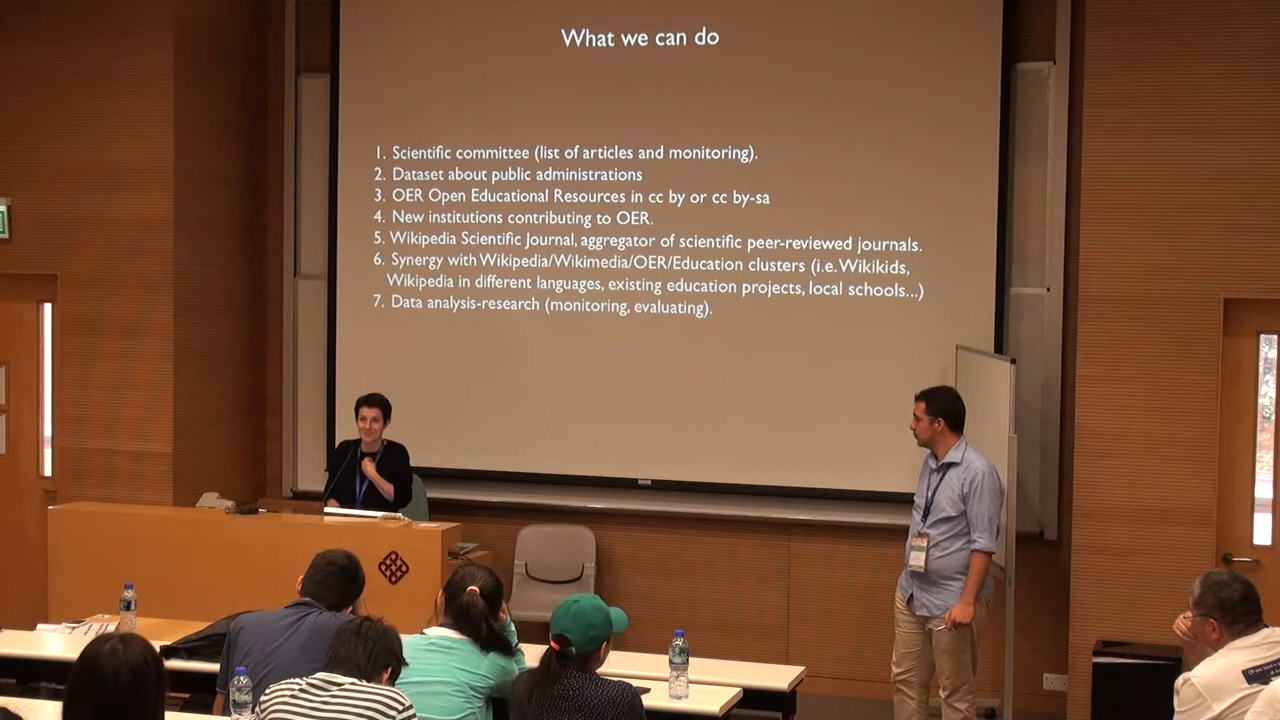 What we can do
1. Scientific committee (list of articles and monitoring).
2. Dataset about public administrations
3. OER Open Educational Resources in cc by or cc by-sa
4. New institutions contributing to OER.
5. Wikipedia Scientific Journal, aggregator of scientific peer-reviewed journals.
6. Synergy with Wikipedia/Wikimedia/OER/Education clusters (i.e. Wikikids,
Wikipedia in different languages, existing education projects, local schools...)
7. Data analysis-research (monitoring, evaluating).